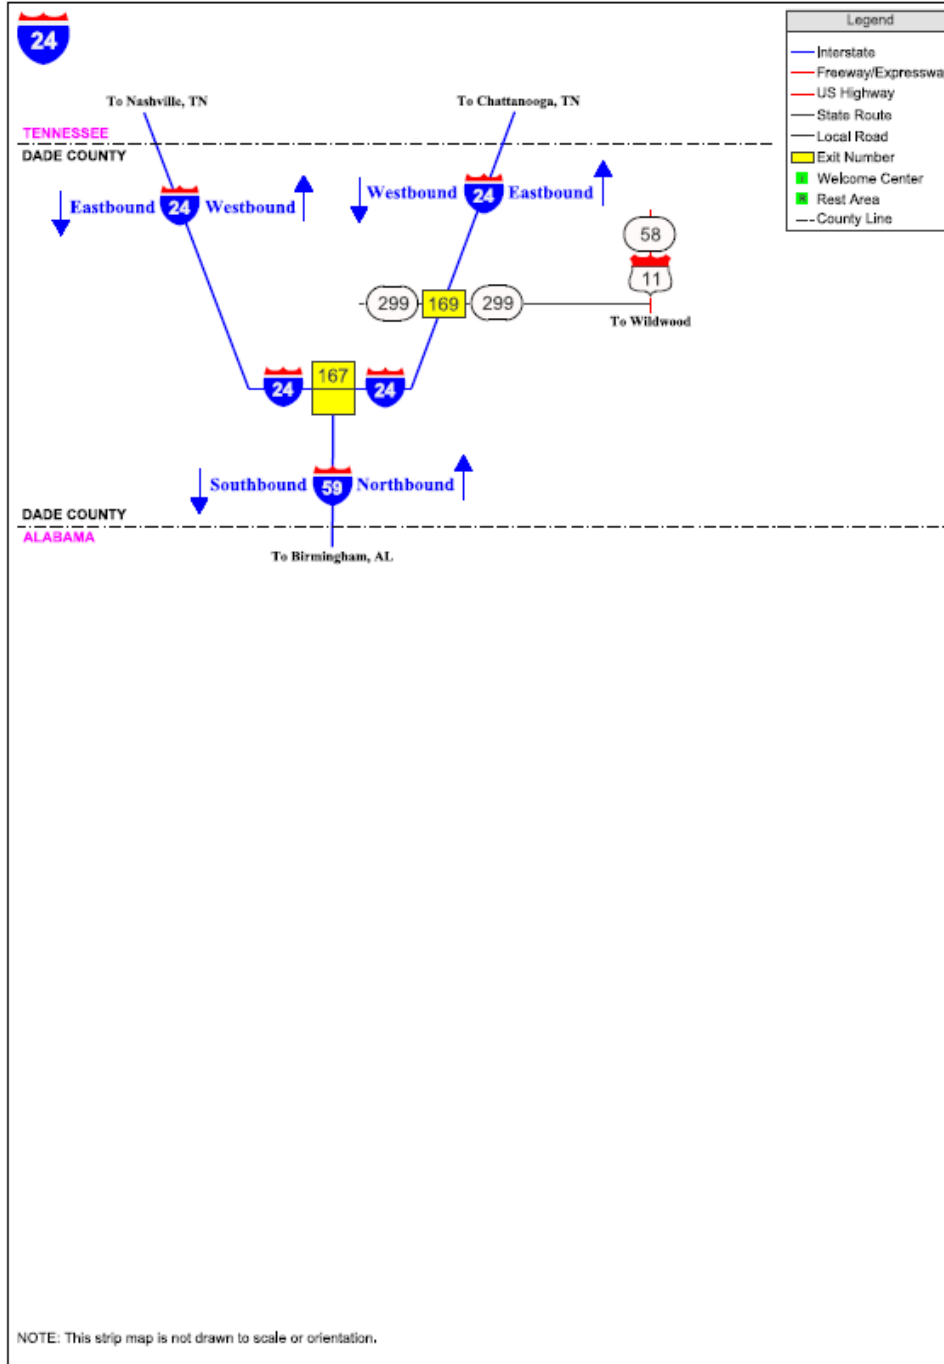 24
Legend
Interstate
Freeway/Expresswa
US Highway
State Route
Local Road
Exit Number
Welcome Center
R Rest Area
County Line
To Nashville, TN
To Chattanooga, TN
TENNESSEE
DADE COUNTY
Eastbound 24 Westbound
Westbound 24 Eastbound
58
11
299 169 299
To Wildwood
24 167 24
Southbound 59 Northbound
DADE COUNTY
ALABAMA
To Birmingham, AL
NOTE: This strip map is not drawn to scale or orientation.